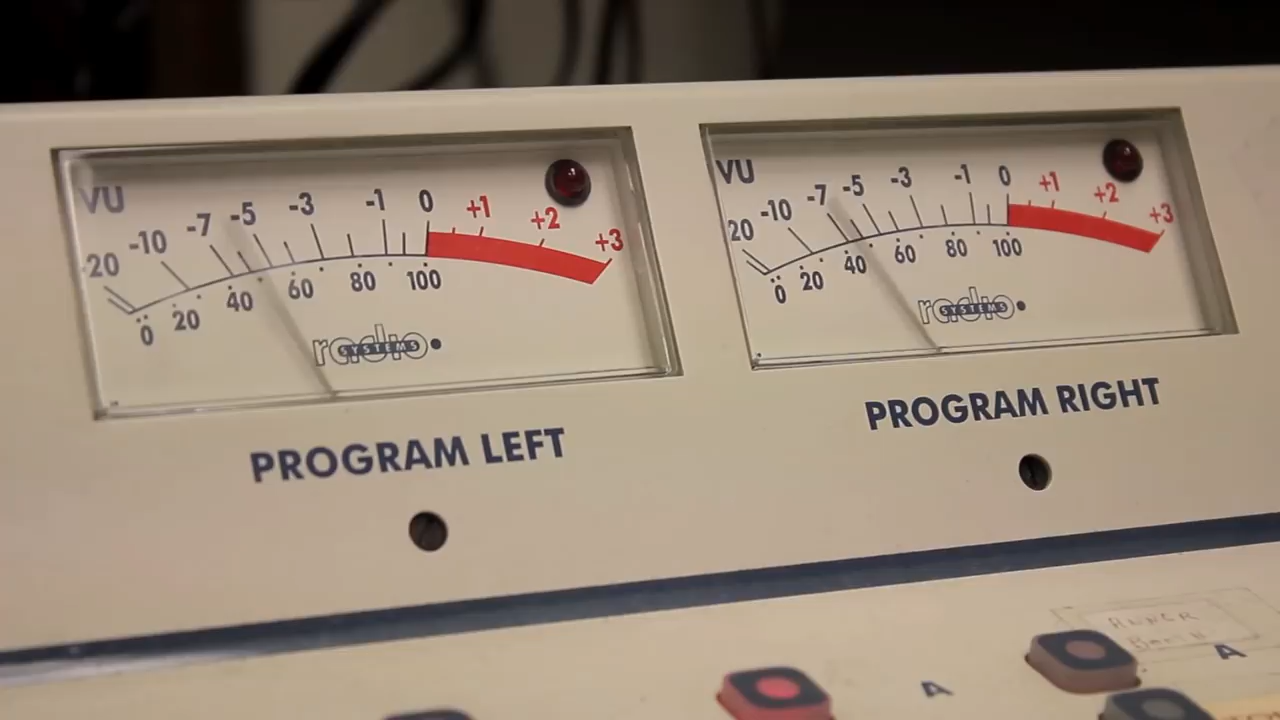 VU
-20 -10 -7 -5 -3 -1 0 +1 +2 +3
0 20 40 60 80 100
radio
SYSTEMS
PROGRAM LEFT
VU
20 -10 -7 -5 -3 -1 0 +1 +2 +3
0 20 40 60 80 100
radio
SYSTEMS
PROGRAM RIGHT
A
A